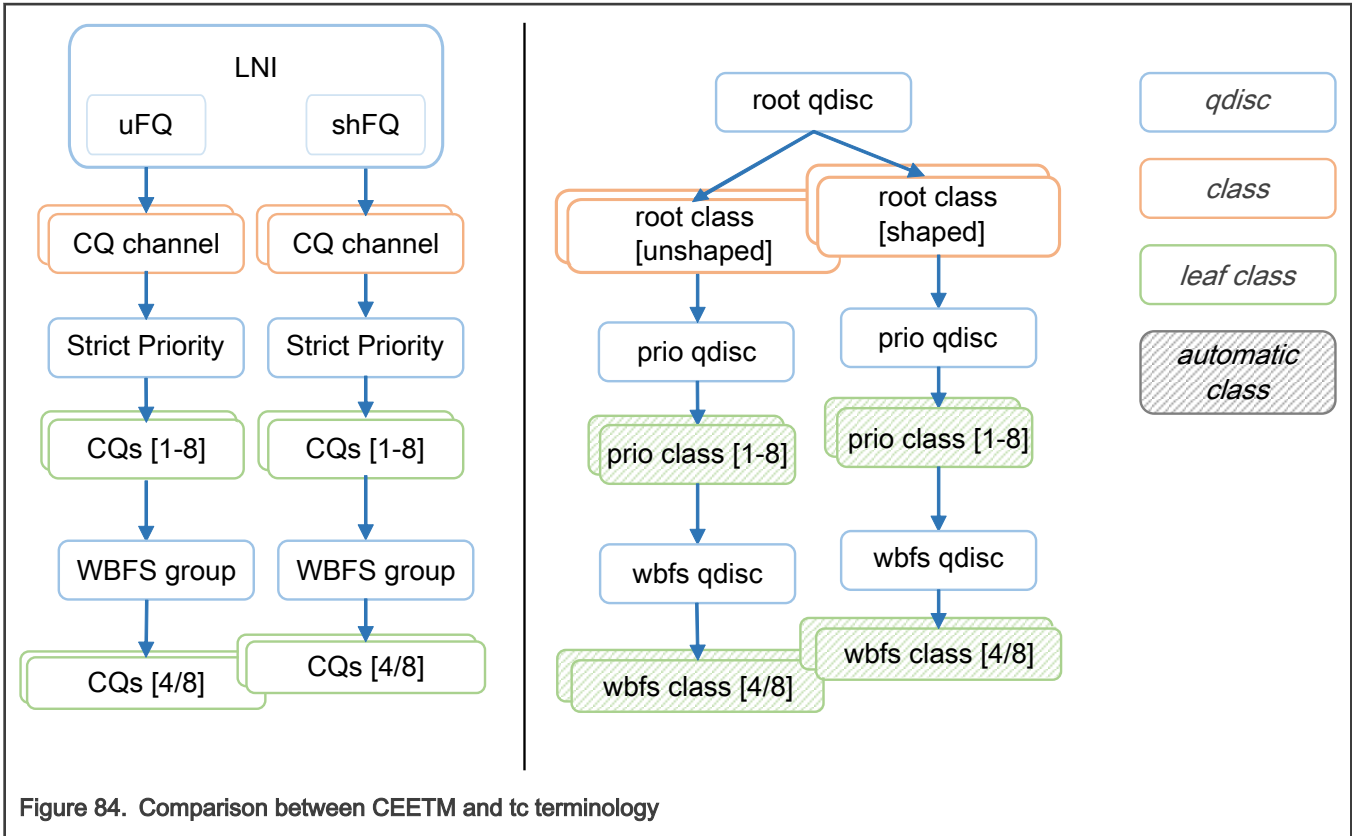 LNI
uFQ
shFQ
CQ channel
CQ channel
Strict Priority
Strict Priority
CQs [1-8]
CQs [1-8]
WBFS group
WBFS group
CQs [4/8]
CQs [4/8]
root qdisc
root class
[unshaped]
root class
[shaped]
prio qdisc
prio qdisc
prio class [1-8]
prio class [1-8]
wbfs qdisc
wbfs qdisc
wbfs class [4/8]
wbfs class [4/8]
qdisc
class
leaf class
automatic
class
Figure 84. Comparison between CEETM and tc terminology